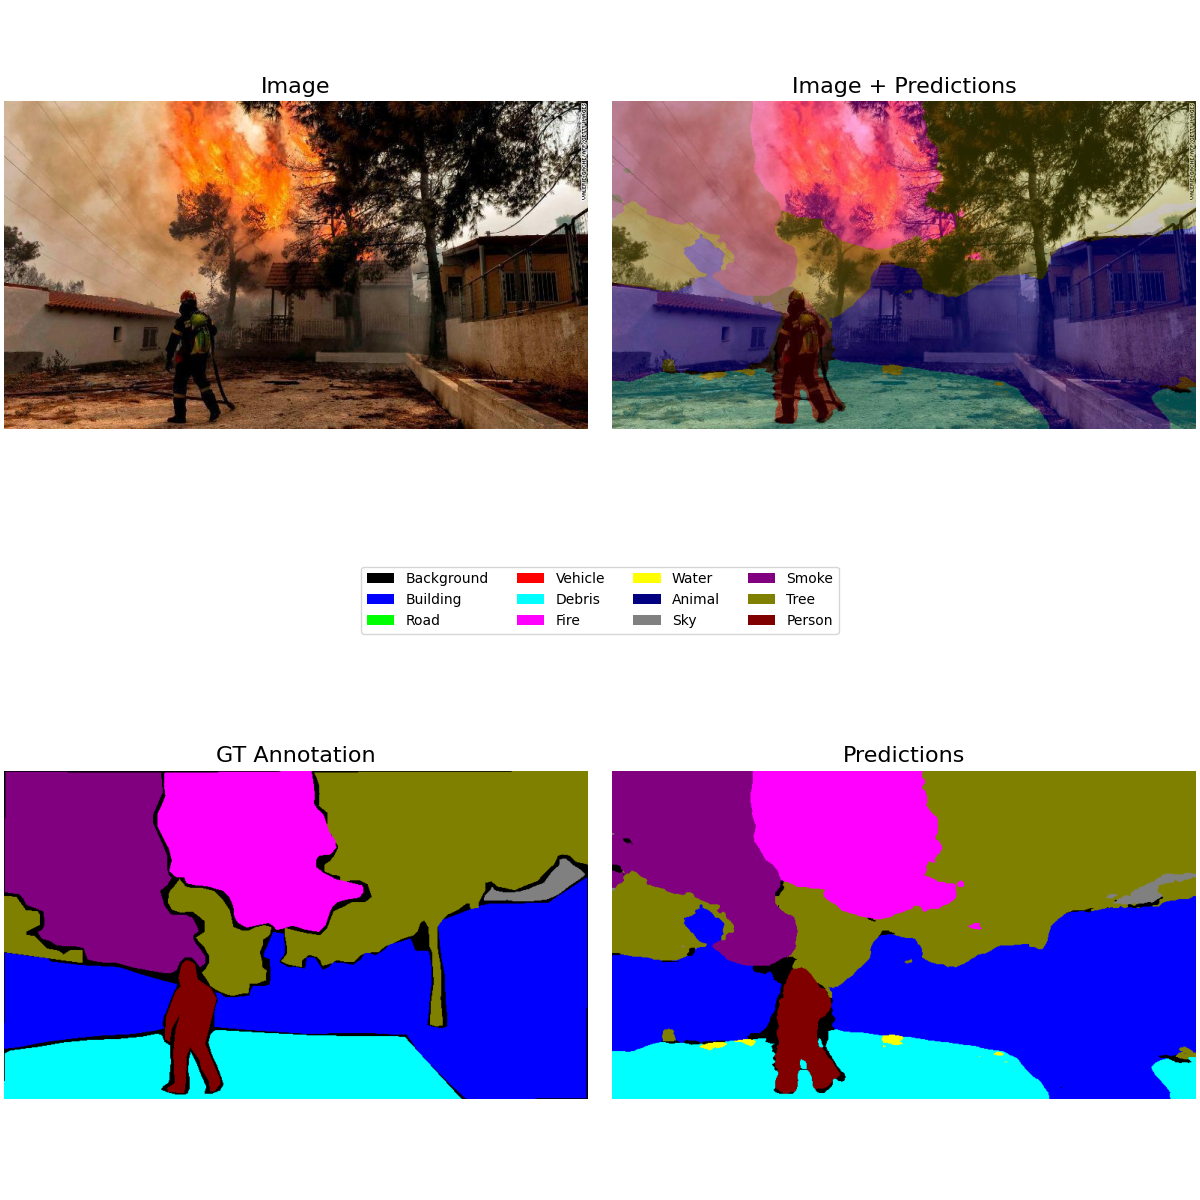 Image
Image + Predictions
Background
Vehicle
Water
Smoke
Building
Debris
Animal
Tree
Road
Fire
Sky
Person
GT Annotation
Predictions